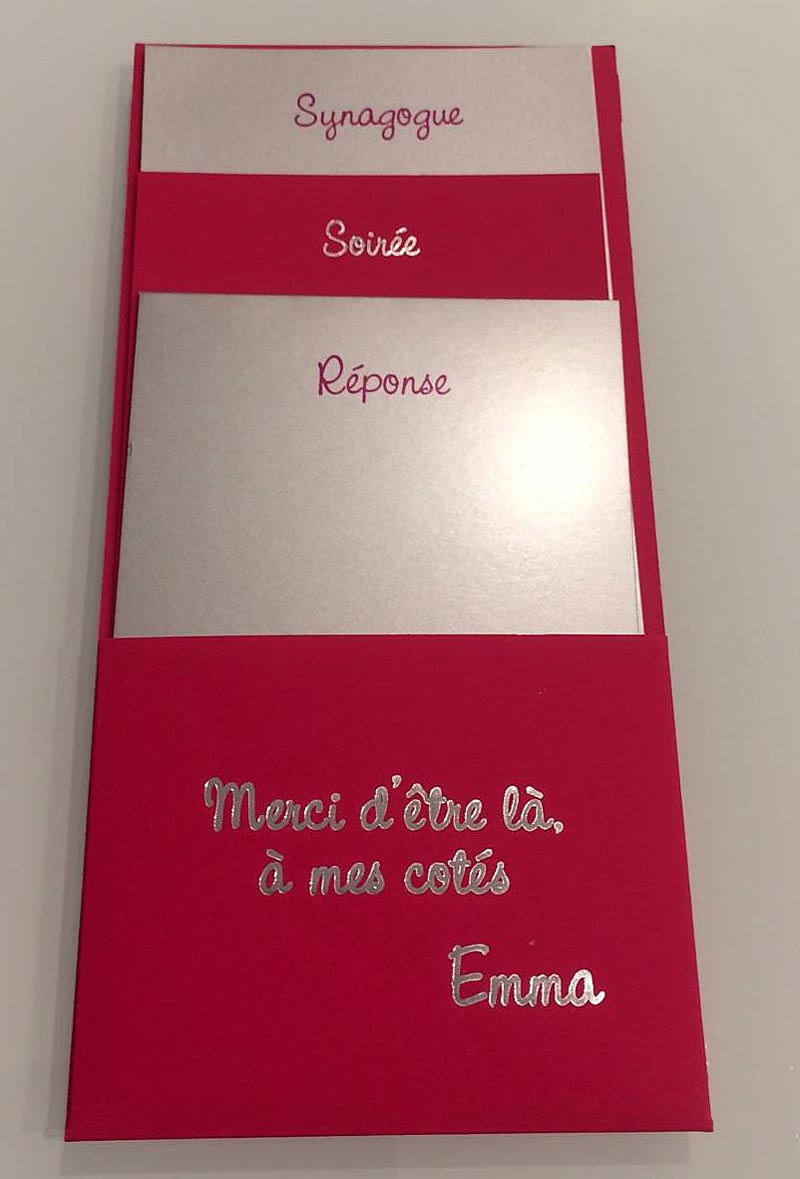 Synagogue
Soirée
Réponse
Merci d'être là,
à mes cotés
Emma